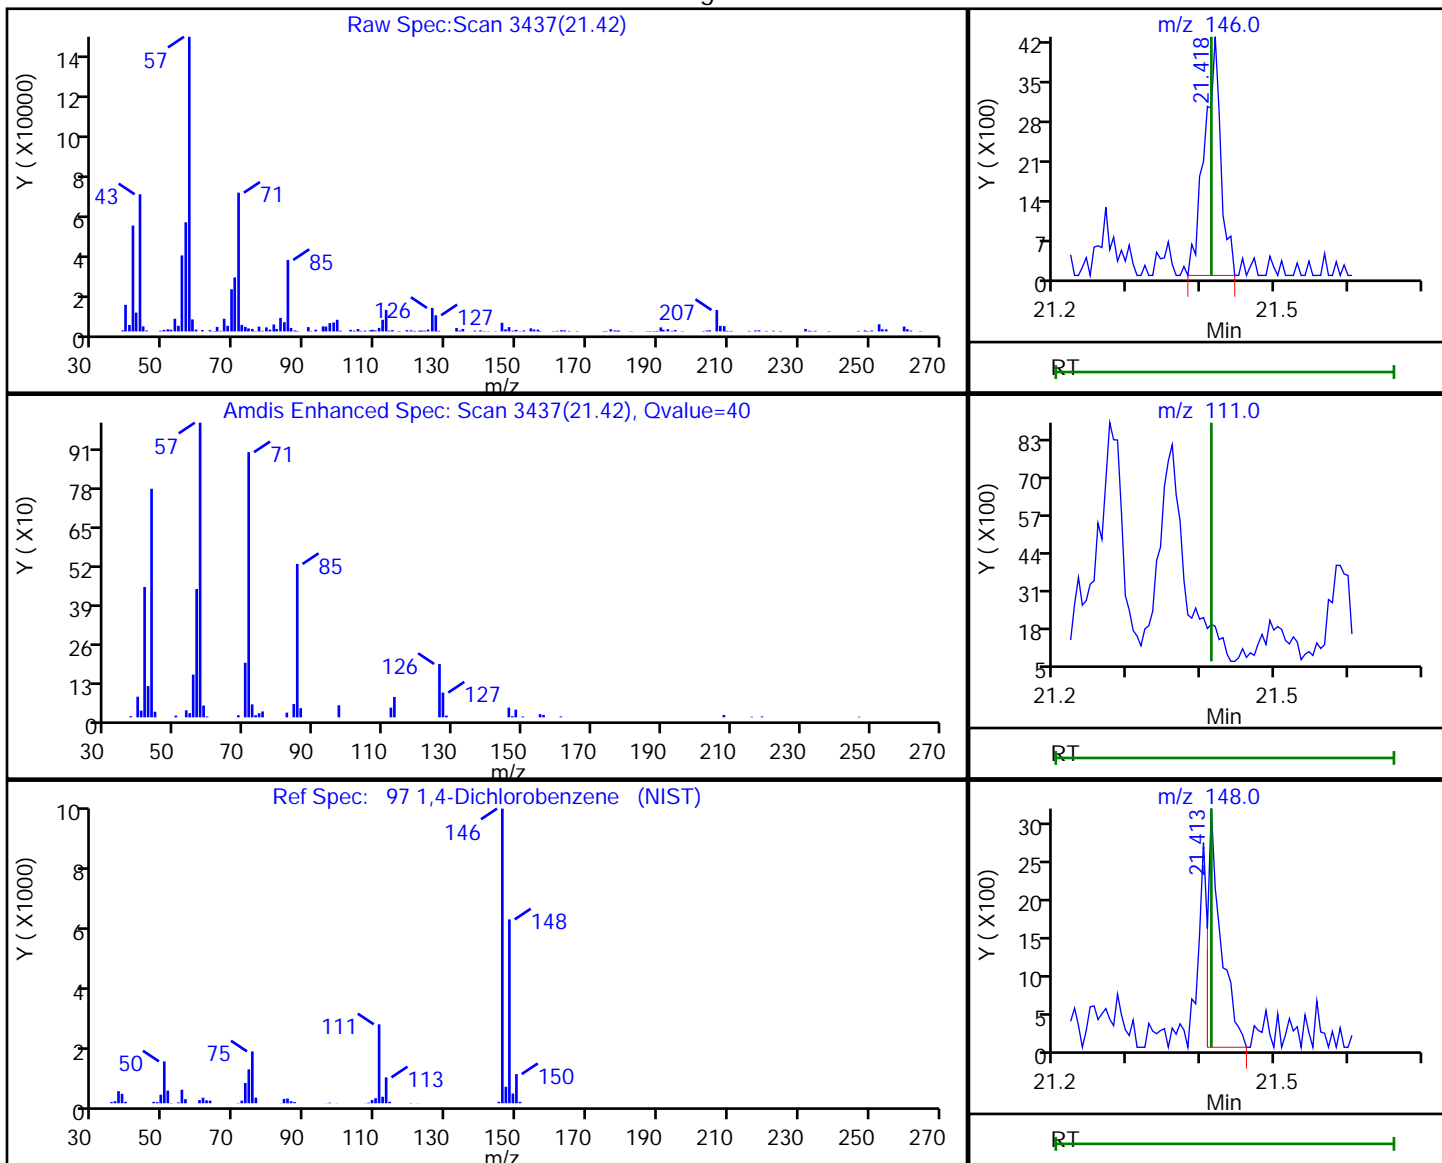 Raw Spec:Scan 3437(21.42)
Y ( X10000)
14
12
10
8
6
4
2
0
57
43
71
85
126
127
207
30 50 70 90 110 130 150 170 190 210 230 250 270
m/z
m/z 146.0
Y ( X100)
42
35
28
21
14
7
0
21.418
21.2 21.5
Min
RT
Amdis Enhanced Spec: Scan 3437(21.42), Qvalue=40
Y ( X10)
91
78
65
52
39
26
13
0
57
71
85
126
127
30 50 70 90 110 130 150 170 190 210 230 250 270
m/z
m/z 111.0
Y ( X100)
83
70
57
44
31
18
5
21.2 21.5
Min
RT
Ref Spec: 97 1,4-Dichlorobenzene (NIST)
Y ( X1000)
10
8
6
4
2
0
146
148
111
75
50
113
150
30 50 70 90 110 130 150 170 190 210 230 250 270
m/z
m/z 148.0
Y ( X100)
30
25
20
15
10
5
0
21.413
21.2 21.5
Min
RT